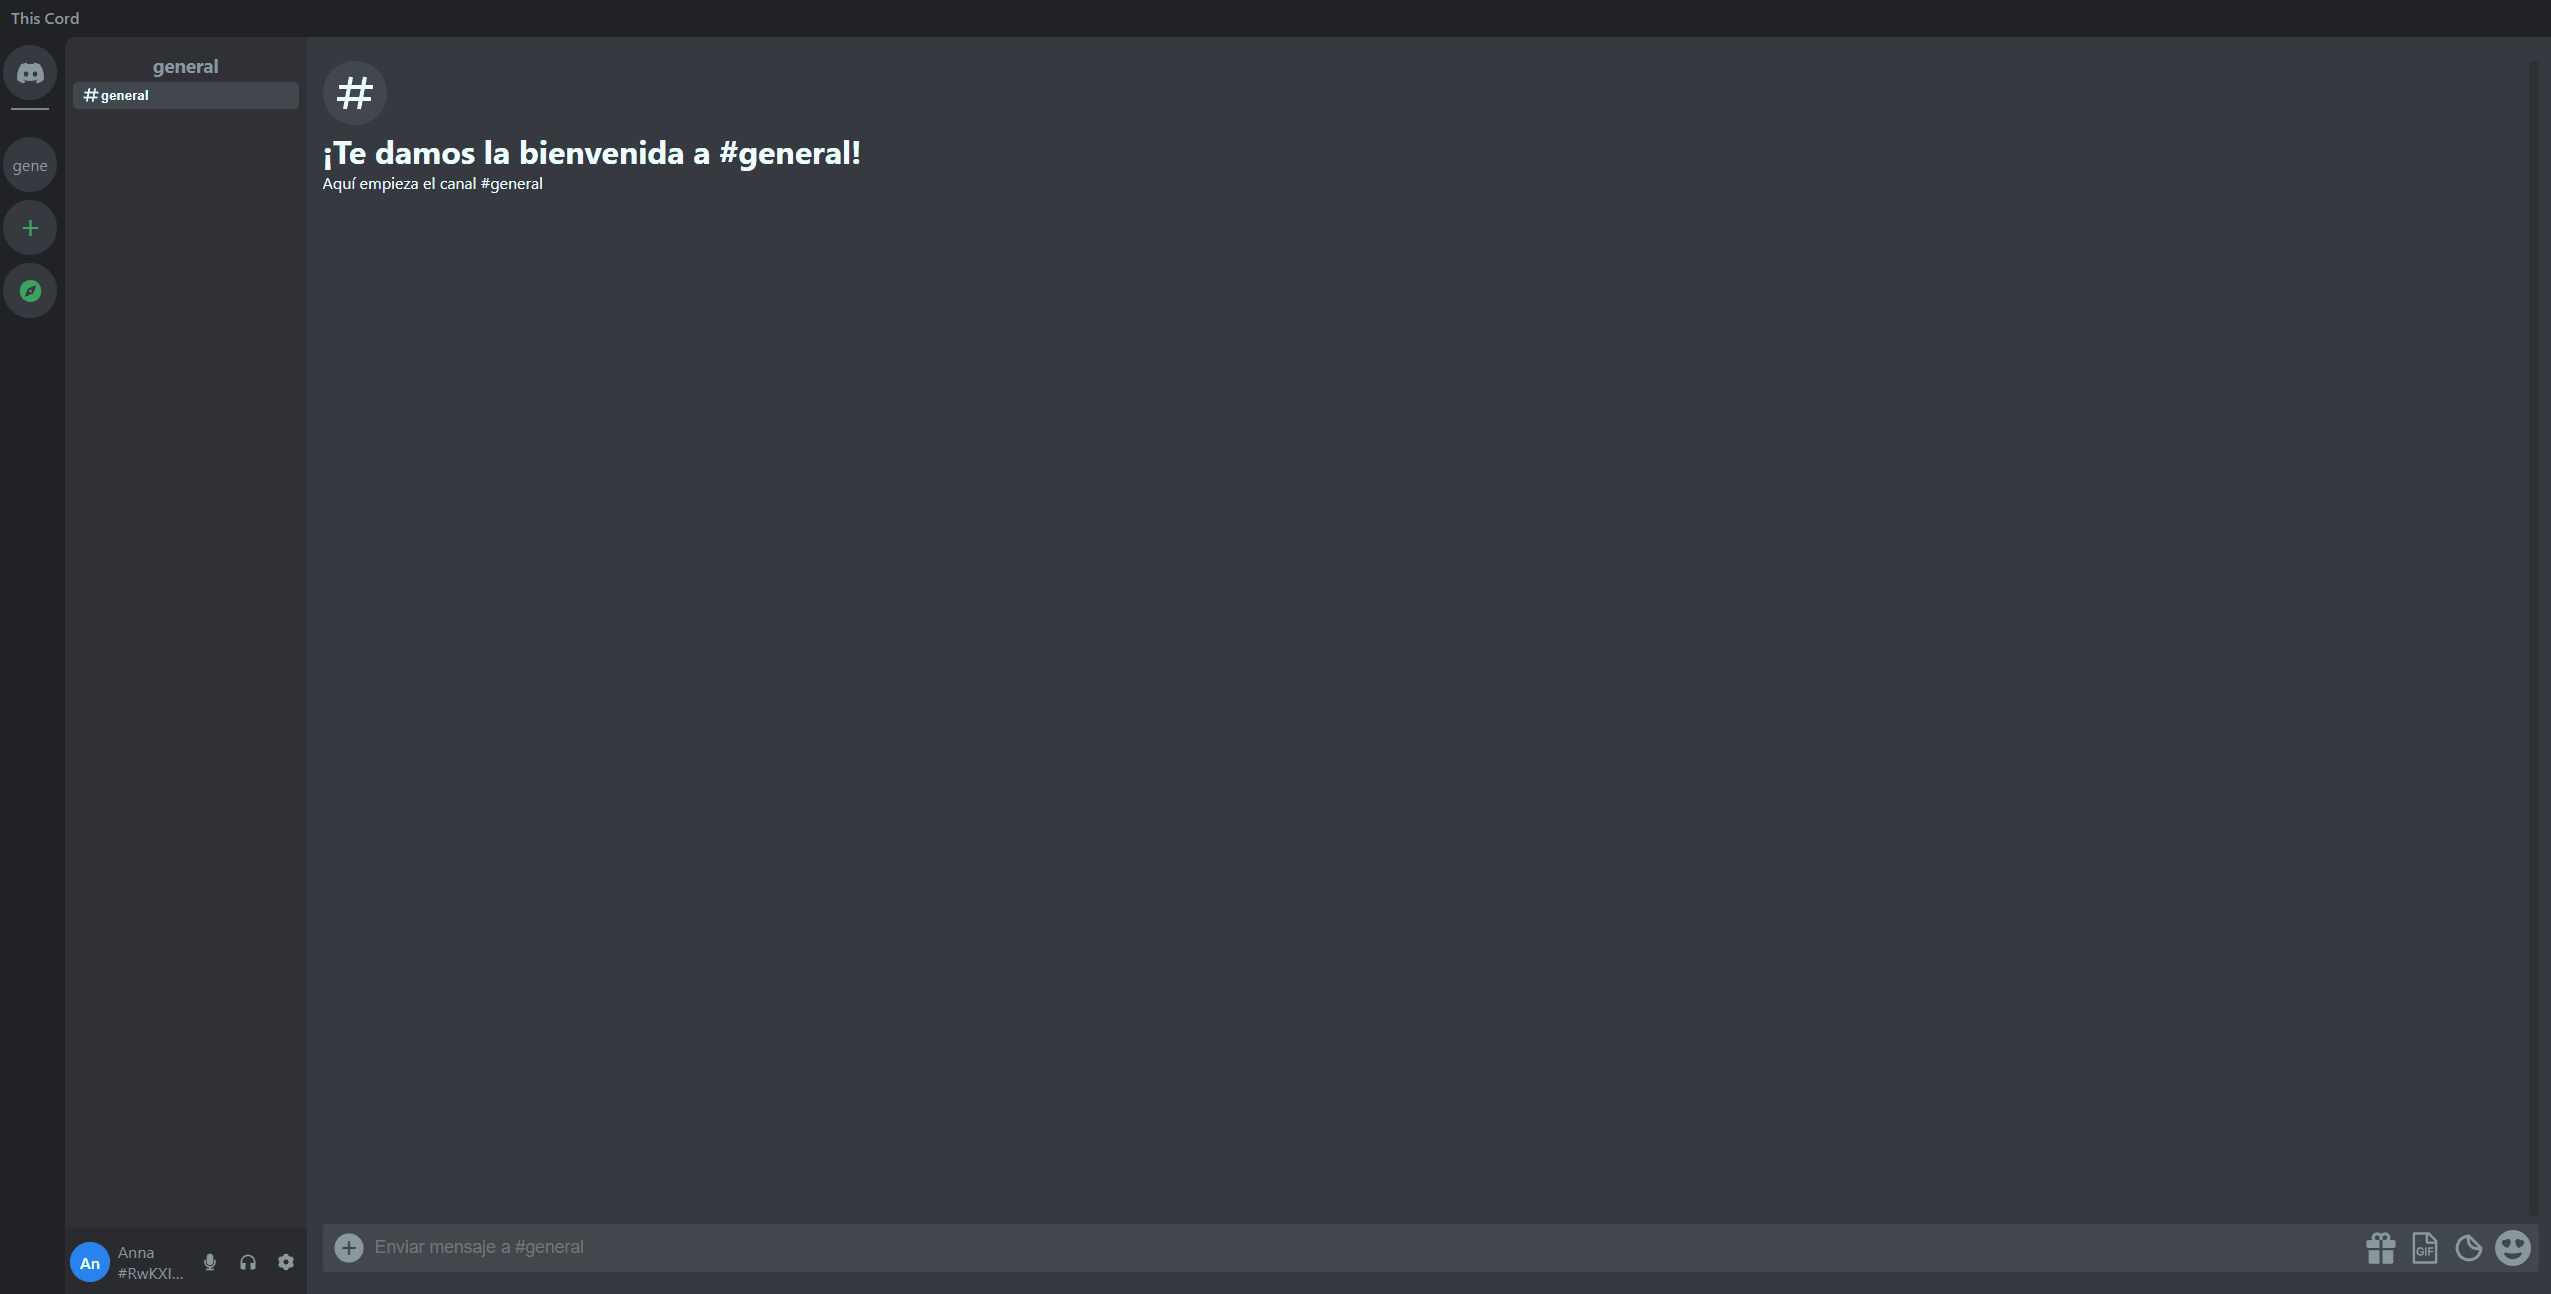 This Cord
general
#general
gene
¡Te damos la bienvenida a #general!
Aquí empieza el canal #general
An
Anna
#RwKXI...
Enviar mensaje a #general
GIF